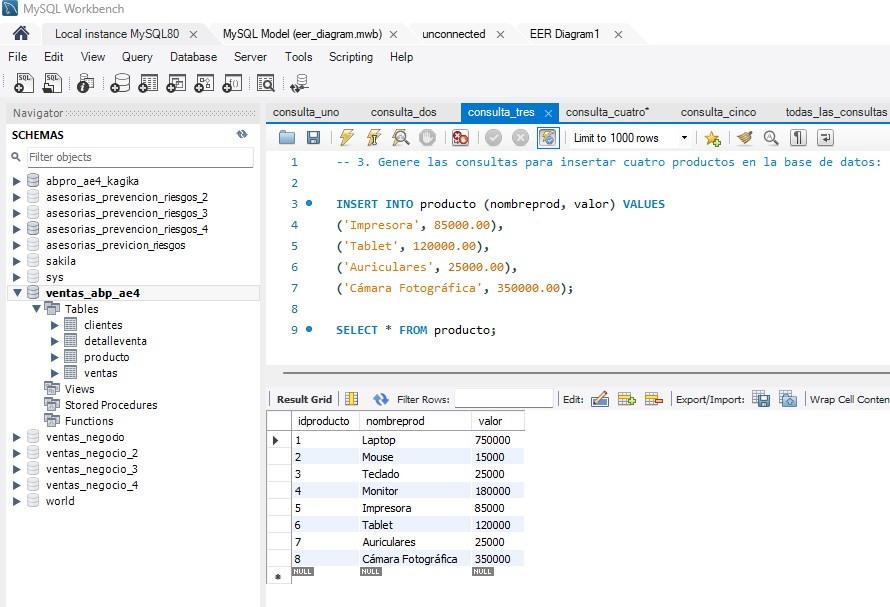 MySQL Workbench
Local instance MySQL80 × MySQL Model (eer_diagram.mwb) × unconnected × EER Diagram1 ×
File Edit View Query Database Server Tools Scripting Help
Navigator
SCHEMAS
Filter objects
abpro_ae4_kagika
asesorias_prevencion_riesgos_2
asesorias_prevencion_riesgos_3
asesorias_prevencion_riesgos_4
asesorias_previcion_riesgos
sakila
sys
ventas_abp_ae4
Tables
clientes
detalleventa
producto
ventas
Views
Stored Procedures
Functions
ventas_negocio
ventas_negocio_2
ventas_negocio_3
ventas_negocio_4
world
consulta_uno consulta_dos consulta_tres × consulta_cuatro* consulta_cinco todas_las_consultas
Limit to 1000 rows
1 -- 3. Genere las consultas para insertar cuatro productos en la base de datos:
2
3 INSERT INTO producto (nombreprod, valor) VALUES
4 ('Impresora', 85000.00),
5 ('Tablet', 120000.00),
6 ('Auriculares', 25000.00),
7 ('Cámara Fotográfica', 350000.00);
8
9 SELECT * FROM producto;
Result Grid Filter Rows: Edit: Export/Import: Wrap Cell Conten
idproducto nombreprod valor
1 Laptop 750000
2 Mouse 15000
3 Teclado 25000
4 Monitor 180000
5 Impresora 85000
6 Tablet 120000
7 Auriculares 25000
8 Cámara Fotográfica 350000
NULL NULL NULL